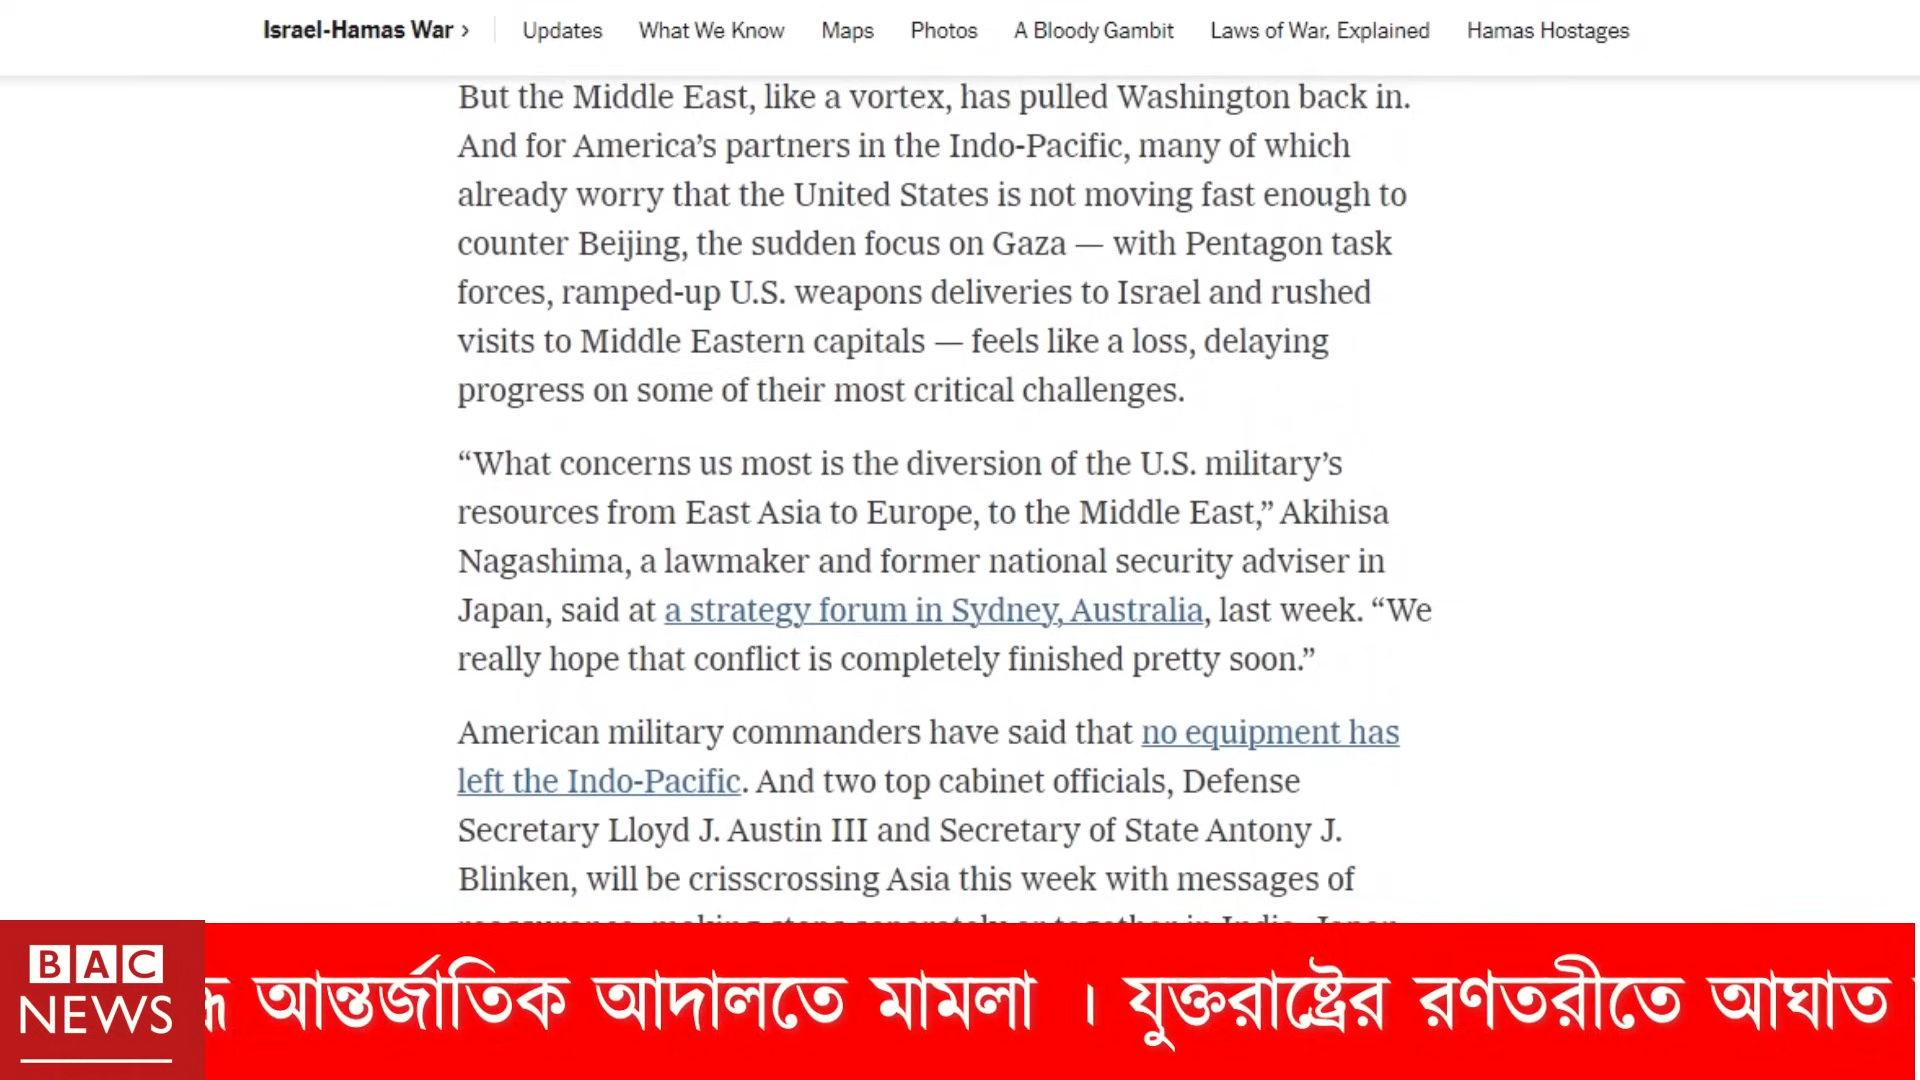 Israel-Hamas War › Updates What We Know Maps Photos A Bloody Gambit Laws of War, Explained Hamas Hostages
But the Middle East, like a vortex, has pulled Washington back in.
And for America’s partners in the Indo-Pacific, many of which
already worry that the United States is not moving fast enough to
counter Beijing, the sudden focus on Gaza — with Pentagon task
forces, ramped-up U.S. weapons deliveries to Israel and rushed
visits to Middle Eastern capitals — feels like a loss, delaying
progress on some of their most critical challenges.
“What concerns us most is the diversion of the U.S. military’s
resources from East Asia to Europe, to the Middle East,” Akihisa
Nagashima, a lawmaker and former national security adviser in
Japan, said at a strategy forum in Sydney, Australia, last week. “We
really hope that conflict is completely finished pretty soon.”
American military commanders have said that no equipment has
left the Indo-Pacific. And two top cabinet officials, Defense
Secretary Lloyd J. Austin III and Secretary of State Antony J.
Blinken, will be crisscrossing Asia this week with messages of
BAC
NEWS
আন্তর্জাতিক আদালতে মামলা । যুক্তরাষ্ট্রের রণতরীতে আঘাত